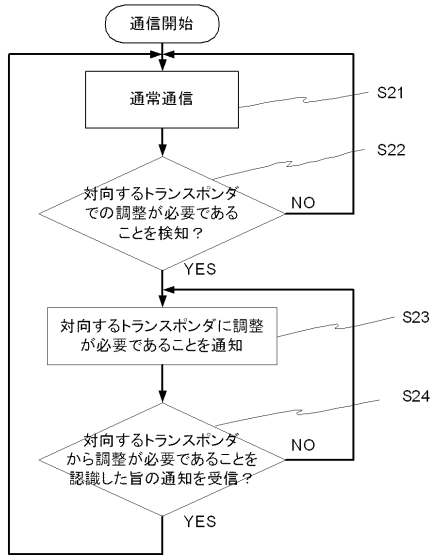 通信開始
通常通信
S21
S22
対向するトランスポンダ
での調整が必要である
ことを検知？
NO
YES
対向するトランスポンダに調整
が必要であることを通知
S23
S24
対向するトランスポンダ
から調整が必要であることを
認識した旨の通知を受信？
NO
YES